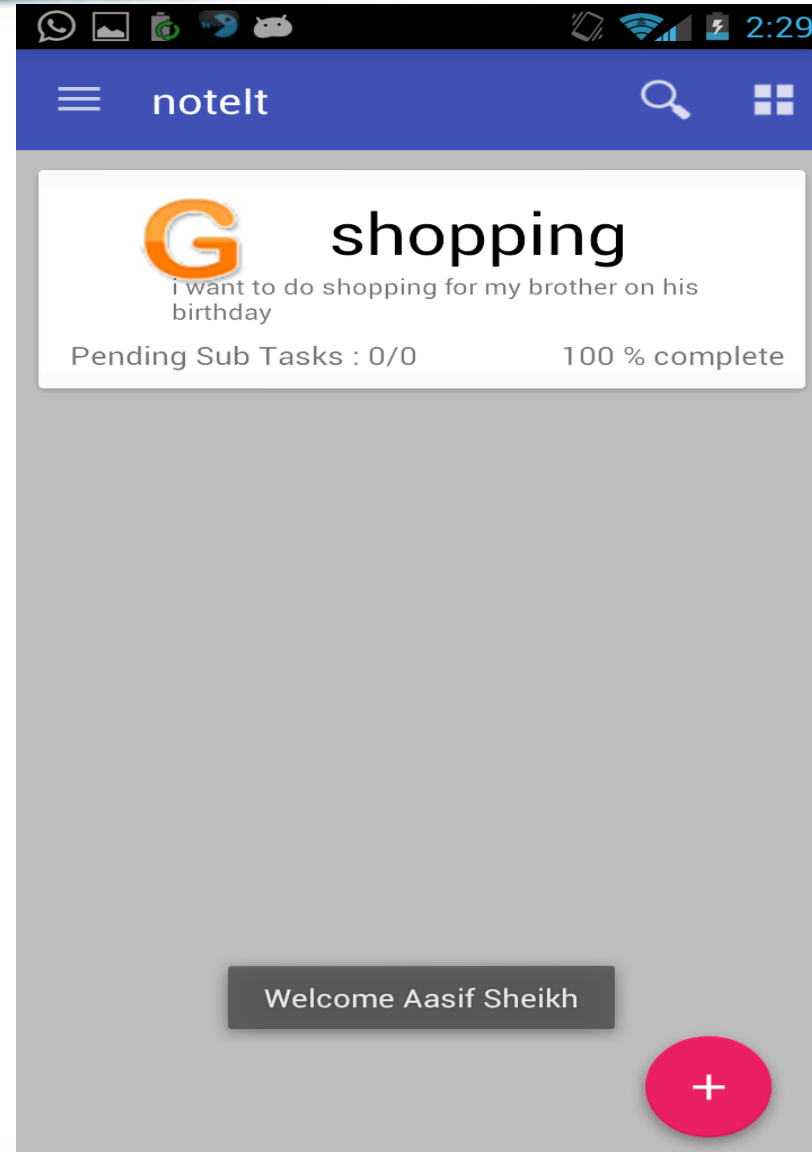 2:29
noteIt
G
shopping
i want to do shopping for my brother on his
birthday
Pending Sub Tasks : 0/0
100 % complete
Welcome Aasif Sheikh
+